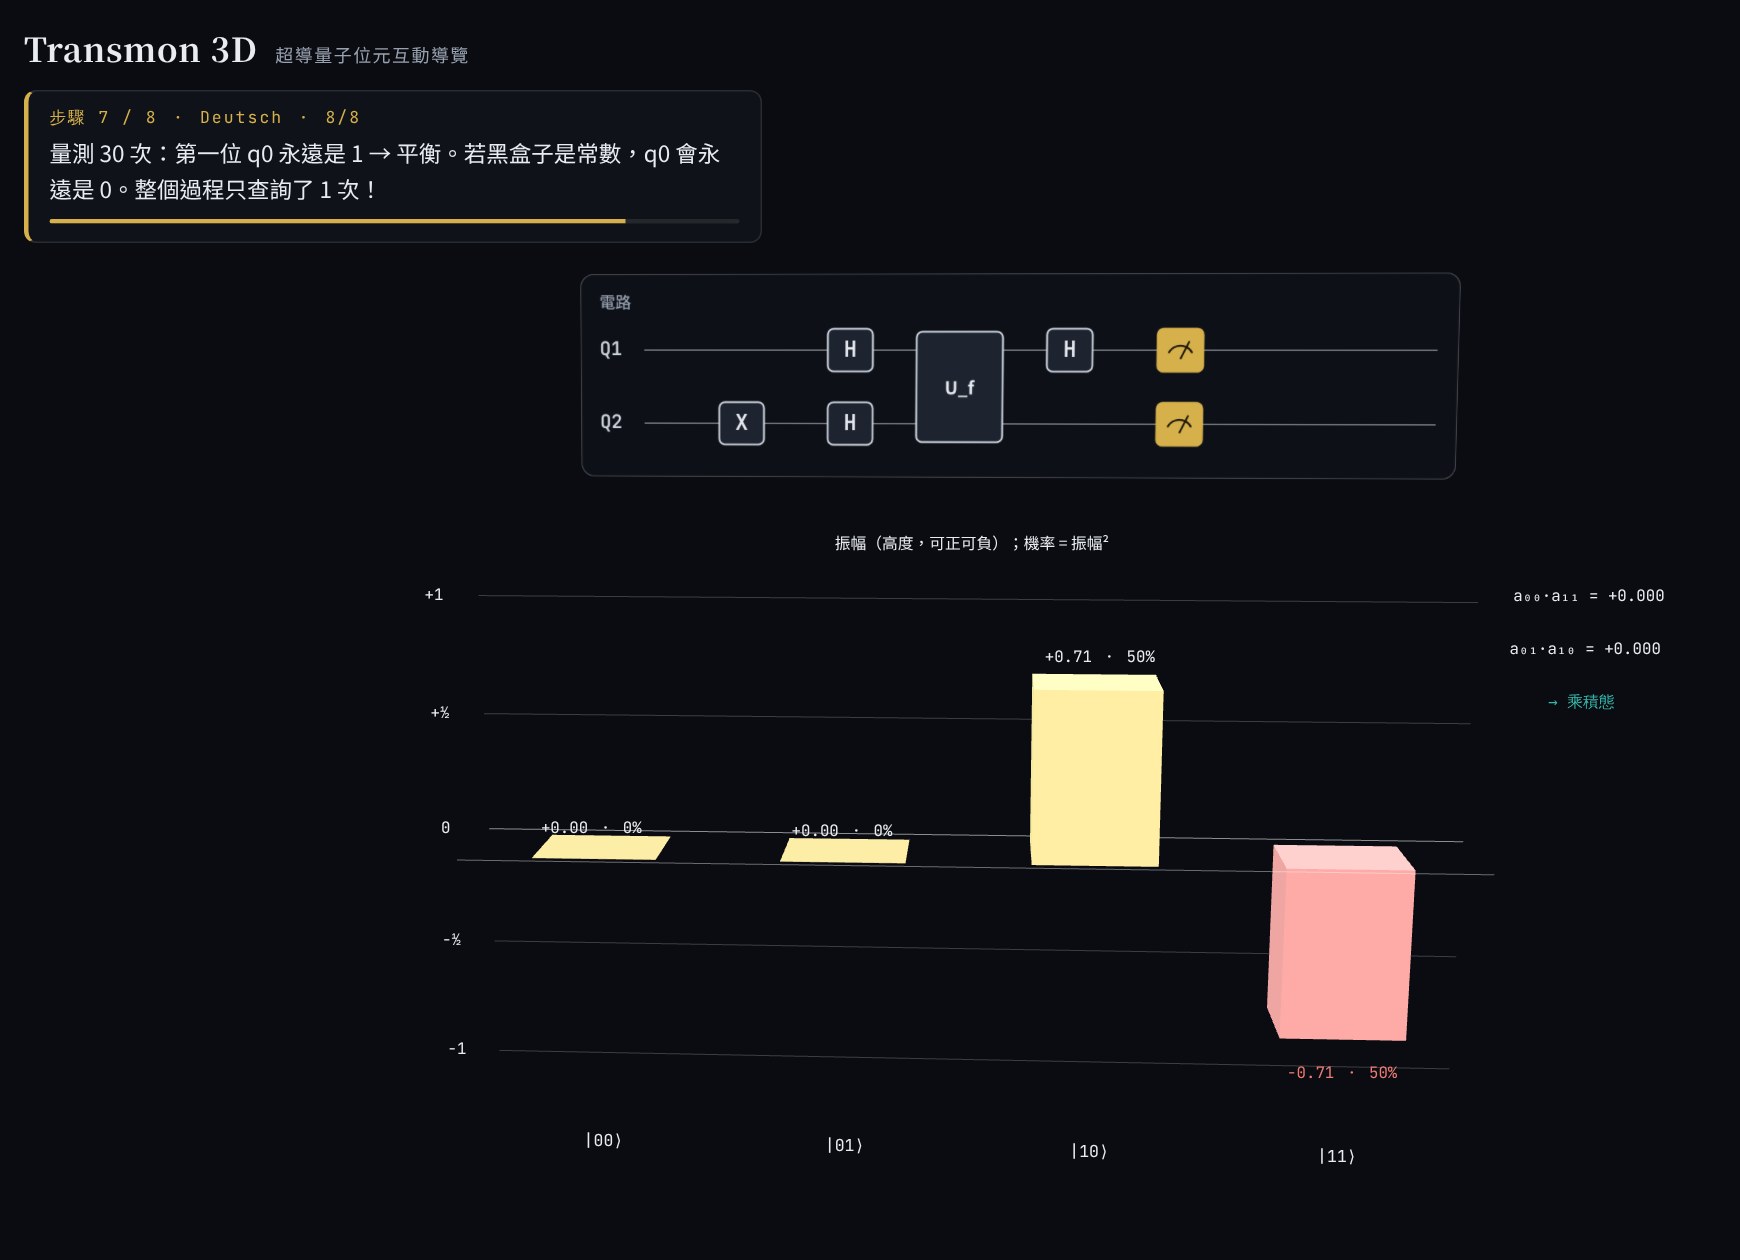 Transmon 3D 超導量子位元互動導覽
步驟 7 / 8 · Deutsch · 8/8
量測 30 次：第一位 q0 永遠是 1 → 平衡。若黑盒子是常數，q0 會永
遠是 0。整個過程只查詢了 1 次！
電路
Q1 H H
U_f
Q2 X H
振幅（高度，可正可負）；機率 = 振幅²
+1
a₀₀·a₁₁ = +0.000
a₀₁·a₁₀ = +0.000
+0.71 · 50%
→ 乘積態
+½
0
+0.00 · 0%
+0.00 · 0%
-½
-1
-0.71 · 50%
|00⟩
|01⟩
|10⟩
|11⟩